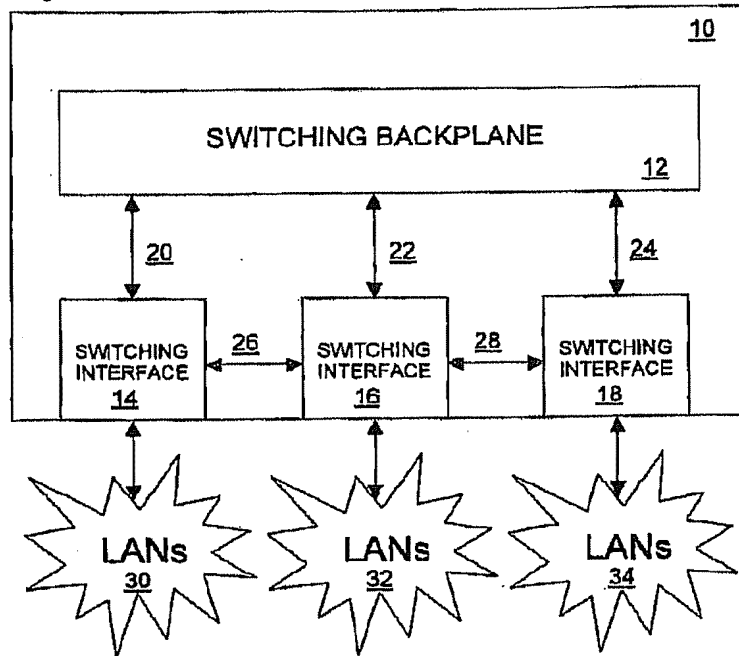 10
SWITCHING BACKPLANE
12
20
22
24
SWITCHING
INTERFACE
14
26
SWITCHING
INTERFACE
16
28
SWITCHING
INTERFACE
18
LANs
30
LANs
32
LANs
34